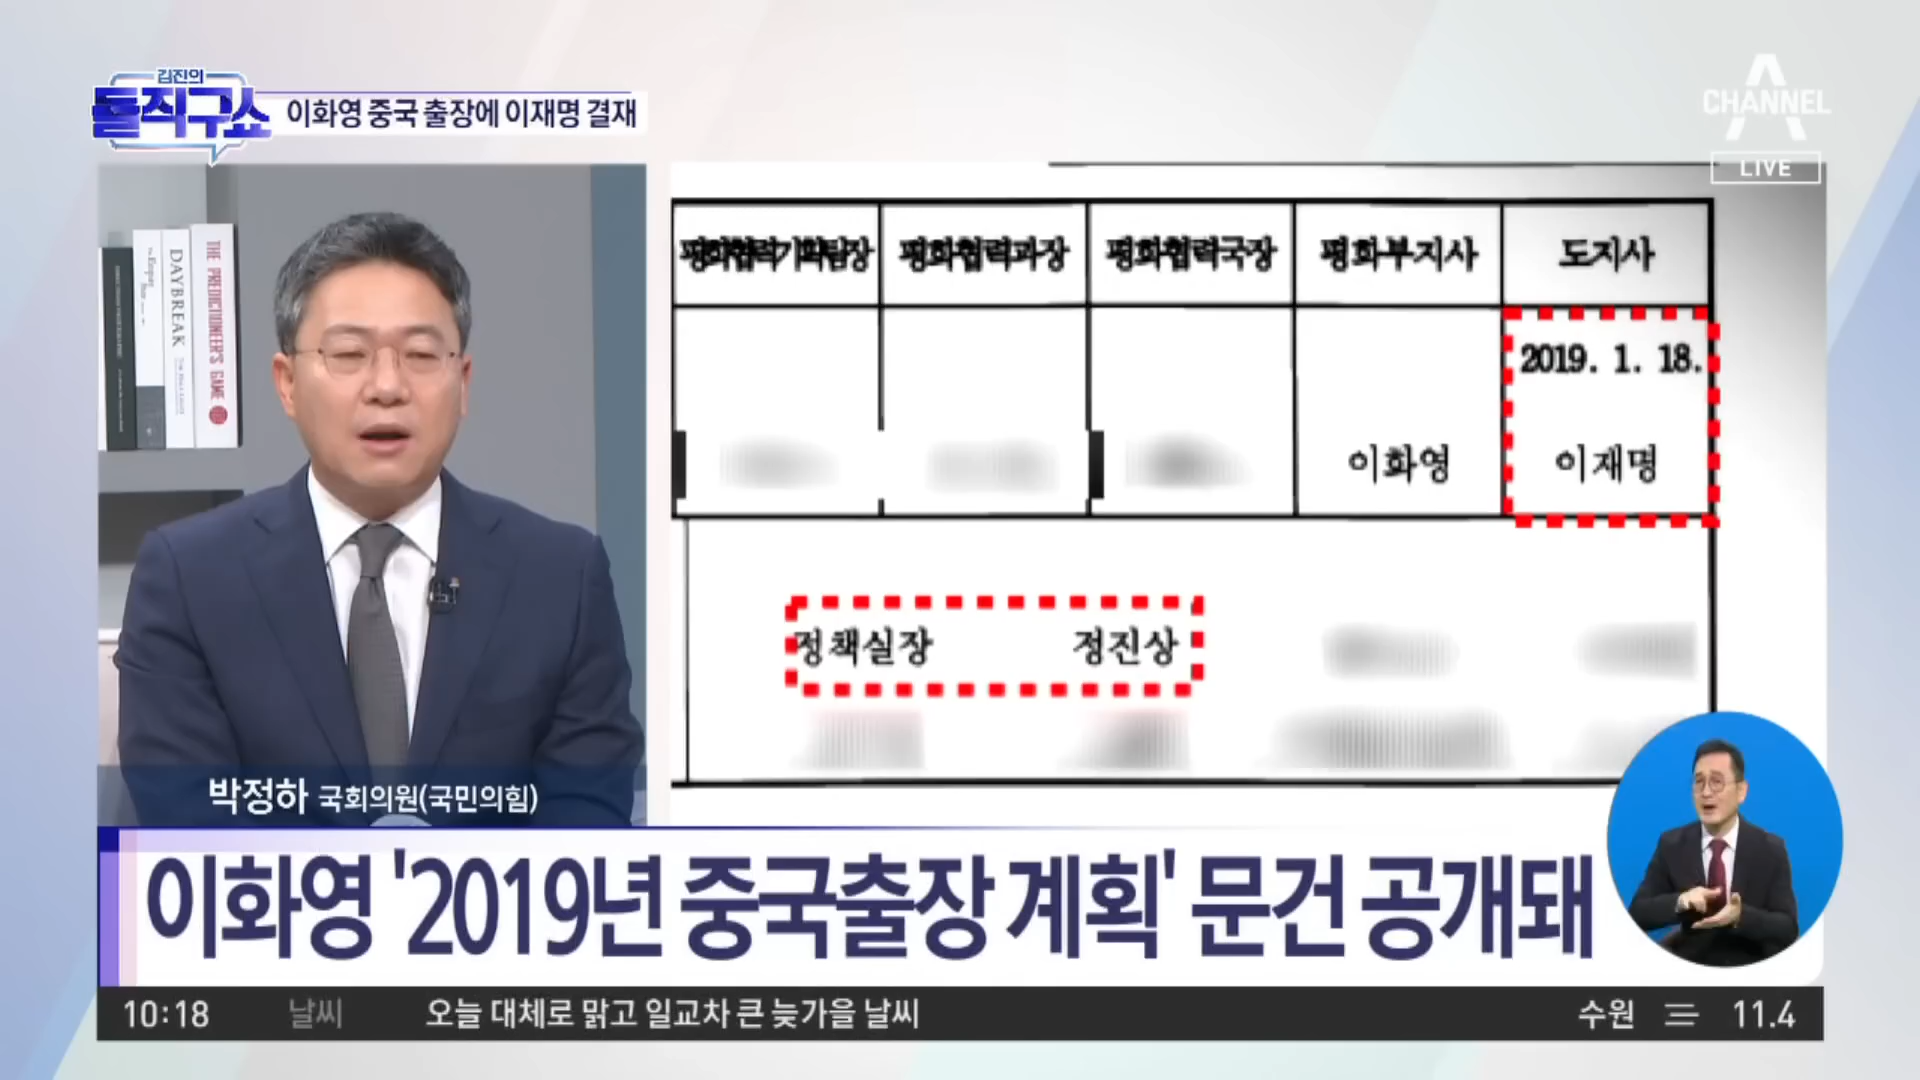 김진의
돌직구쇼
이화영 중국 출장에 이재명 결재
CHANNEL A
LIVE
THE PREDICTIONEER'S GAME
DAYBREAK
평화협력기획팀장 평화협력과장 평화협력국장 평화부지사 도지사
2019. 1. 18.
이화영 이재명
정책실장 정진상
박정하 국회의원(국민의힘)
이화영 '2019년 중국출장 계획' 문건 공개돼
10:18 날씨 오늘 대체로 맑고 일교차 큰 늦가을 날씨 수원 11.4